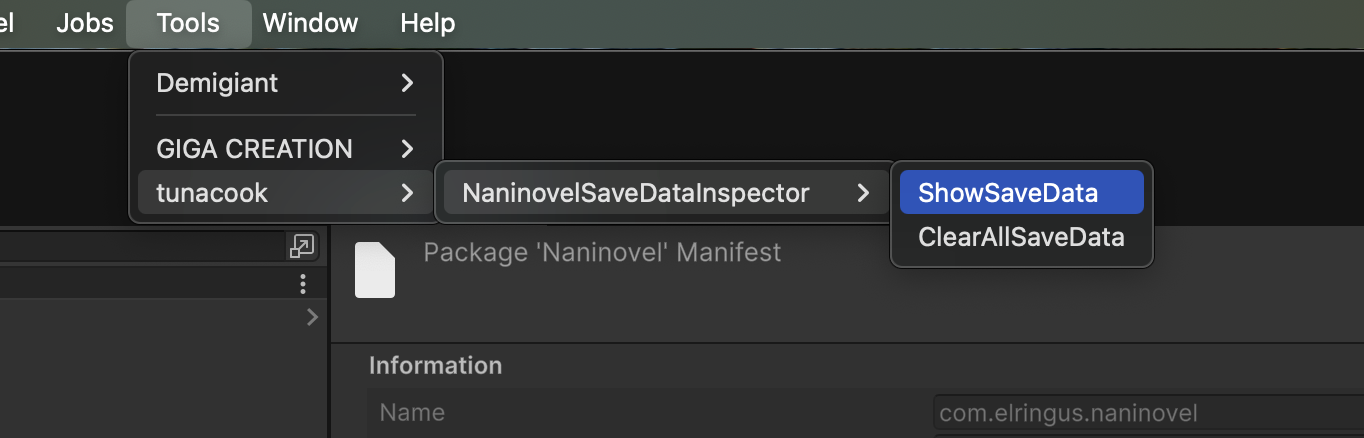 el Jobs Tools Window Help
Demigiant
GIGA CREATION
tunacook
NaninovelSaveDataInspector
ShowSaveData
ClearAllSaveData
Package 'Naninovel' Manifest
Information
Name com.elringus.naninovel